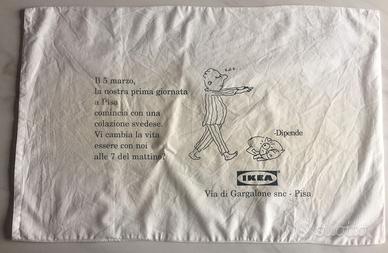 Il 5 marzo,
la nostra prima giornata
a Pisa
comincia con una
colazione svedese.
Vi cambia la vita
essere con noi
alle 7 del mattino?
-Dipende
IKEA
Via di Gargalone snc - Pisa